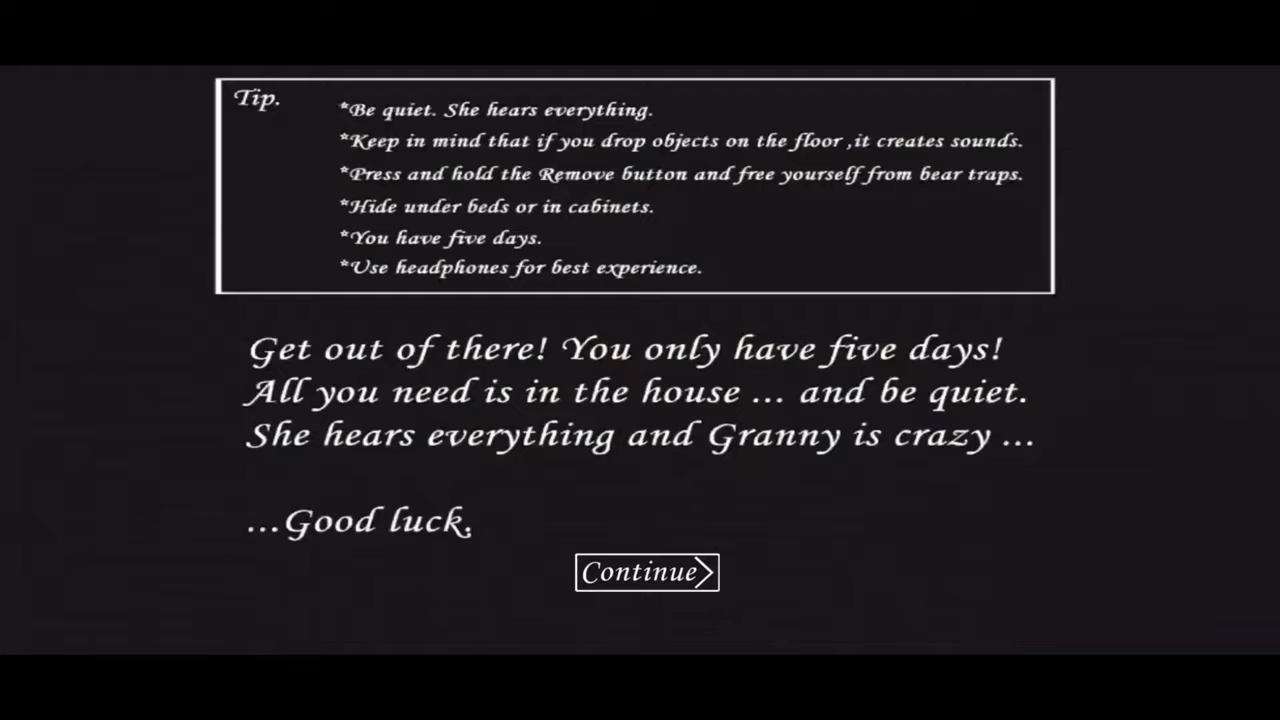 Tip.
*Be quiet. She hears everything.
*Keep in mind that if you drop objects on the floor ,it creates sounds.
*Press and hold the Remove button and free yourself from bear traps.
*Hide under beds or in cabinets.
*You have five days.
*Use headphones for best experience.
Get out of there! You only have five days!
All you need is in the house ... and be quiet.
She hears everything and Granny is crazy ...
...Good luck.
Continue>